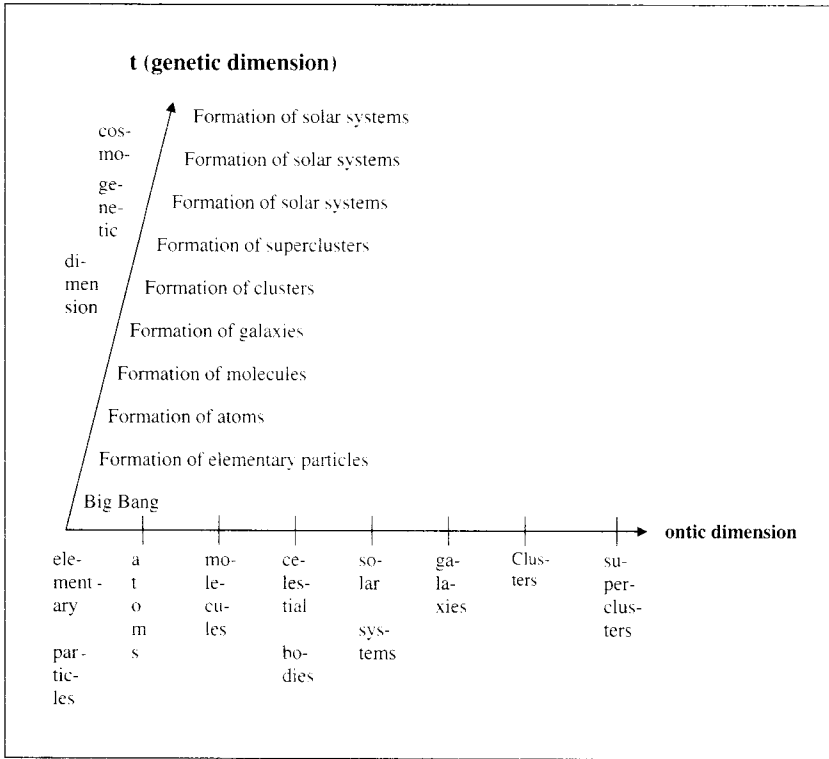 t (genetic dimension)
Formation of solar systems
cos-
mo-
ge-
ne-
tic
di-
men
sion
Formation of solar systems
Formation of solar systems
Formation of superclusters
Formation of clusters
Formation of galaxies
Formation of molecules
Formation of atoms
Formation of elementary particles
Big Bang
ontic dimension
ele-
ment-
ary
par-
tic-
les
a
t
o
m
s
mo-
le-
cu-
les
ce-
les-
tial
bo-
dies
so-
lar
sys-
tems
ga-
la-
xies
Clus-
ters
su-
per-
clus-
ters